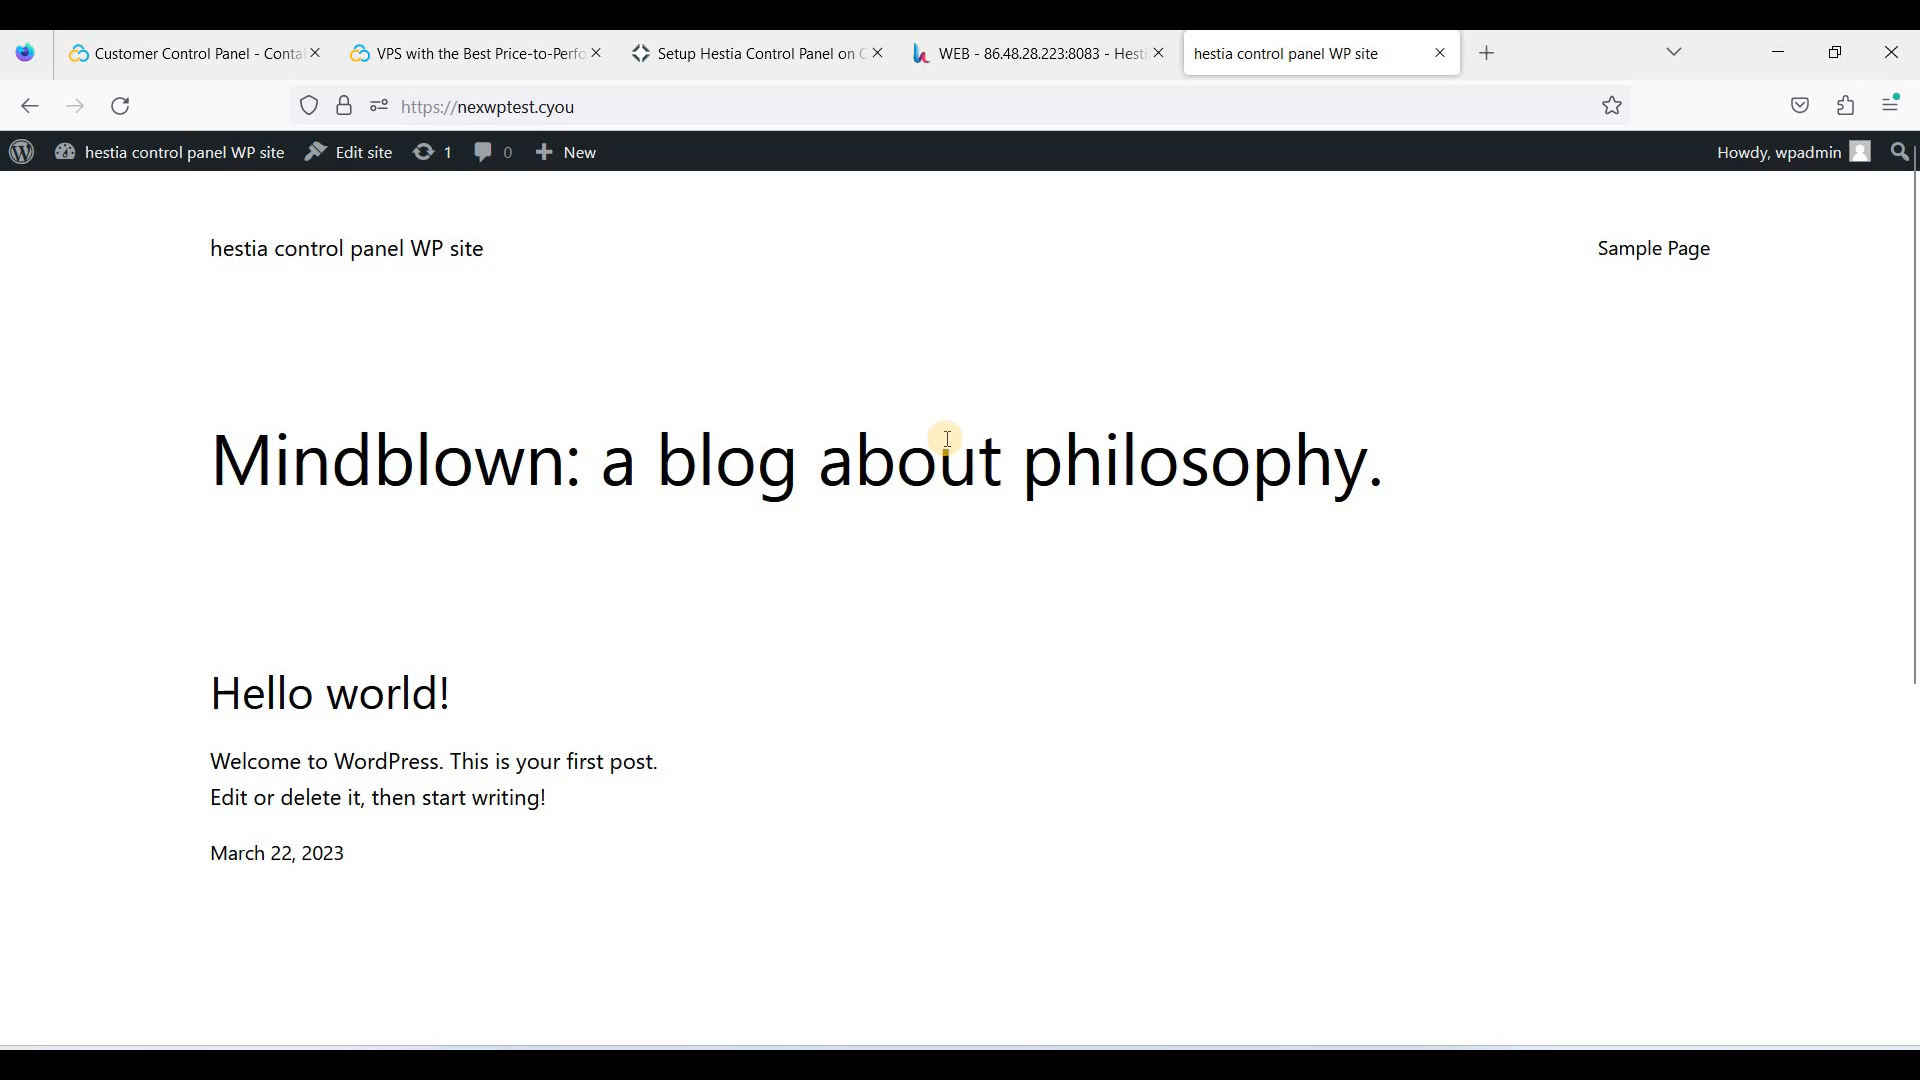 Customer Control Panel - Conta
VPS with the Best Price-to-Perfo
Setup Hestia Control Panel on C
WEB - 86.48.28.223:8083 - Hesti
hestia control panel WP site
https://nexwptest.cyou
hestia control panel WP site
Edit site
1
0
New
Howdy, wpadmin
hestia control panel WP site
Sample Page
Mindblown: a blog about philosophy.
Hello world!
Welcome to WordPress. This is your first post.
Edit or delete it, then start writing!
March 22, 2023